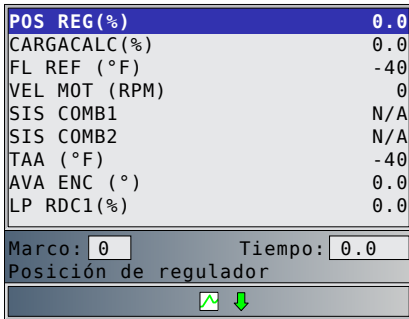 POS REG(%) 0.0
CARGACALC(%) 0.0
FL REF (°F) -40
VEL MOT (RPM) 0
SIS COMB1 N/A
SIS COMB2 N/A
TAA (°F) -40
AVA ENC (°) 0.0
LP RDC1(%) 0.0
Marco: 0 Tiempo: 0.0
Posición de regulador